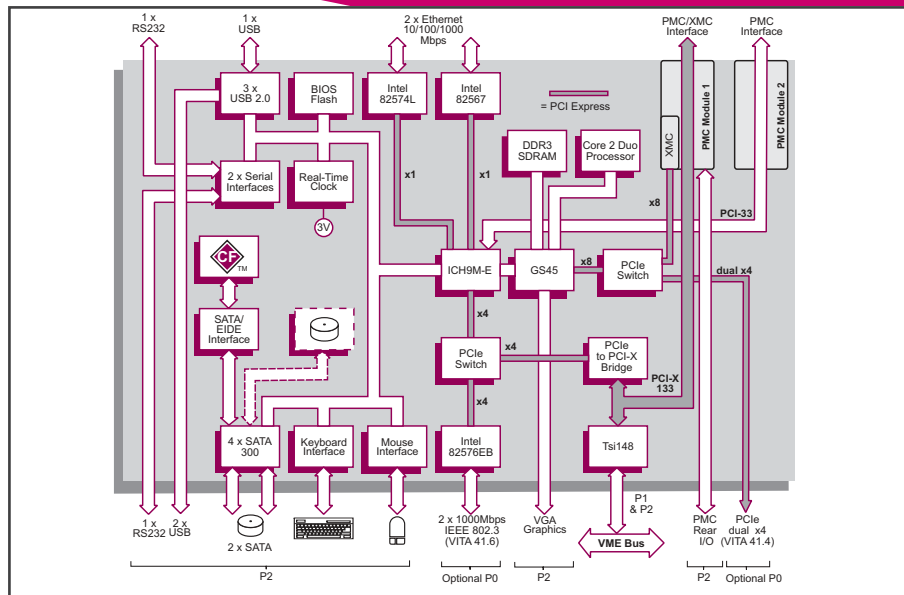 1 x
RS232
1 x
USB
2 x Ethernet
10/100/1000
Mbps
PMC/XMC
Interface
PMC
Interface
3 x
USB 2.0
BIOS
Flash
Intel
82574L
Intel
82567
= PCI Express
XMC
PMC Module 1
PMC Module 2
DDR3
SDRAM
Core 2 Duo
Processor
2 x Serial
Interfaces
Real-Time
Clock
x1
x1
x8
3V
PCI-33
CF
TM
ICH9M-E
GS45
x8
PCIe
Switch
dual x4
SATA/
EIDE
Interface
x4
PCIe
Switch
x4
PCIe
to PCI-X
Bridge
PCI-X
133
x4
4 x SATA
300
Keyboard
Interface
Mouse
Interface
Intel
82576EB
Tsi148
1 x
RS232
2 x
USB
2 x SATA
2 x 1000Mbps
IEEE 802.3
(VITA 41.6)
VGA
Graphics
P1
& P2
VME Bus
PMC
Rear
I/O
PCIe
dual x4
(VITA 41.4)
P2
Optional P0
P2
P2
Optional P0